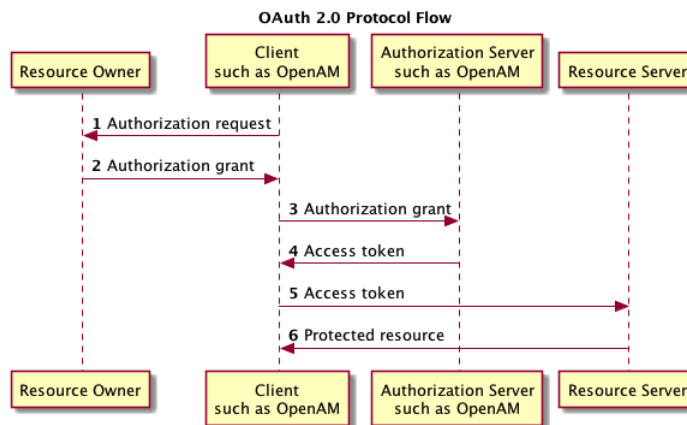 OAuth 2.0 Protocol Flow
Resource Owner
Client
such as OpenAM
Authorization Server
such as OpenAM
Resource Server
1 Authorization request
2 Authorization grant
3 Authorization grant
4 Access token
5 Access token
6 Protected resource
Resource Owner
Client
such as OpenAM
Authorization Server
such as OpenAM
Resource Server